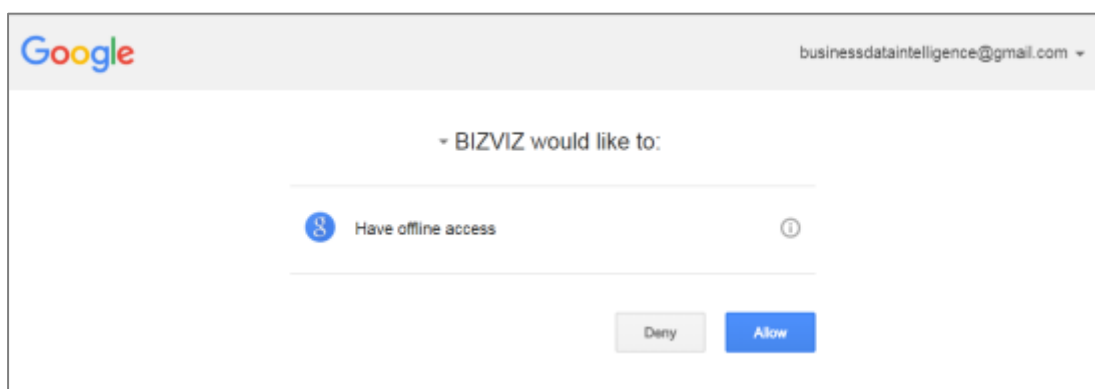 Google
businessdataintelligence@gmail.com
BIZVIZ would like to:
Have offline access
Deny
Allow